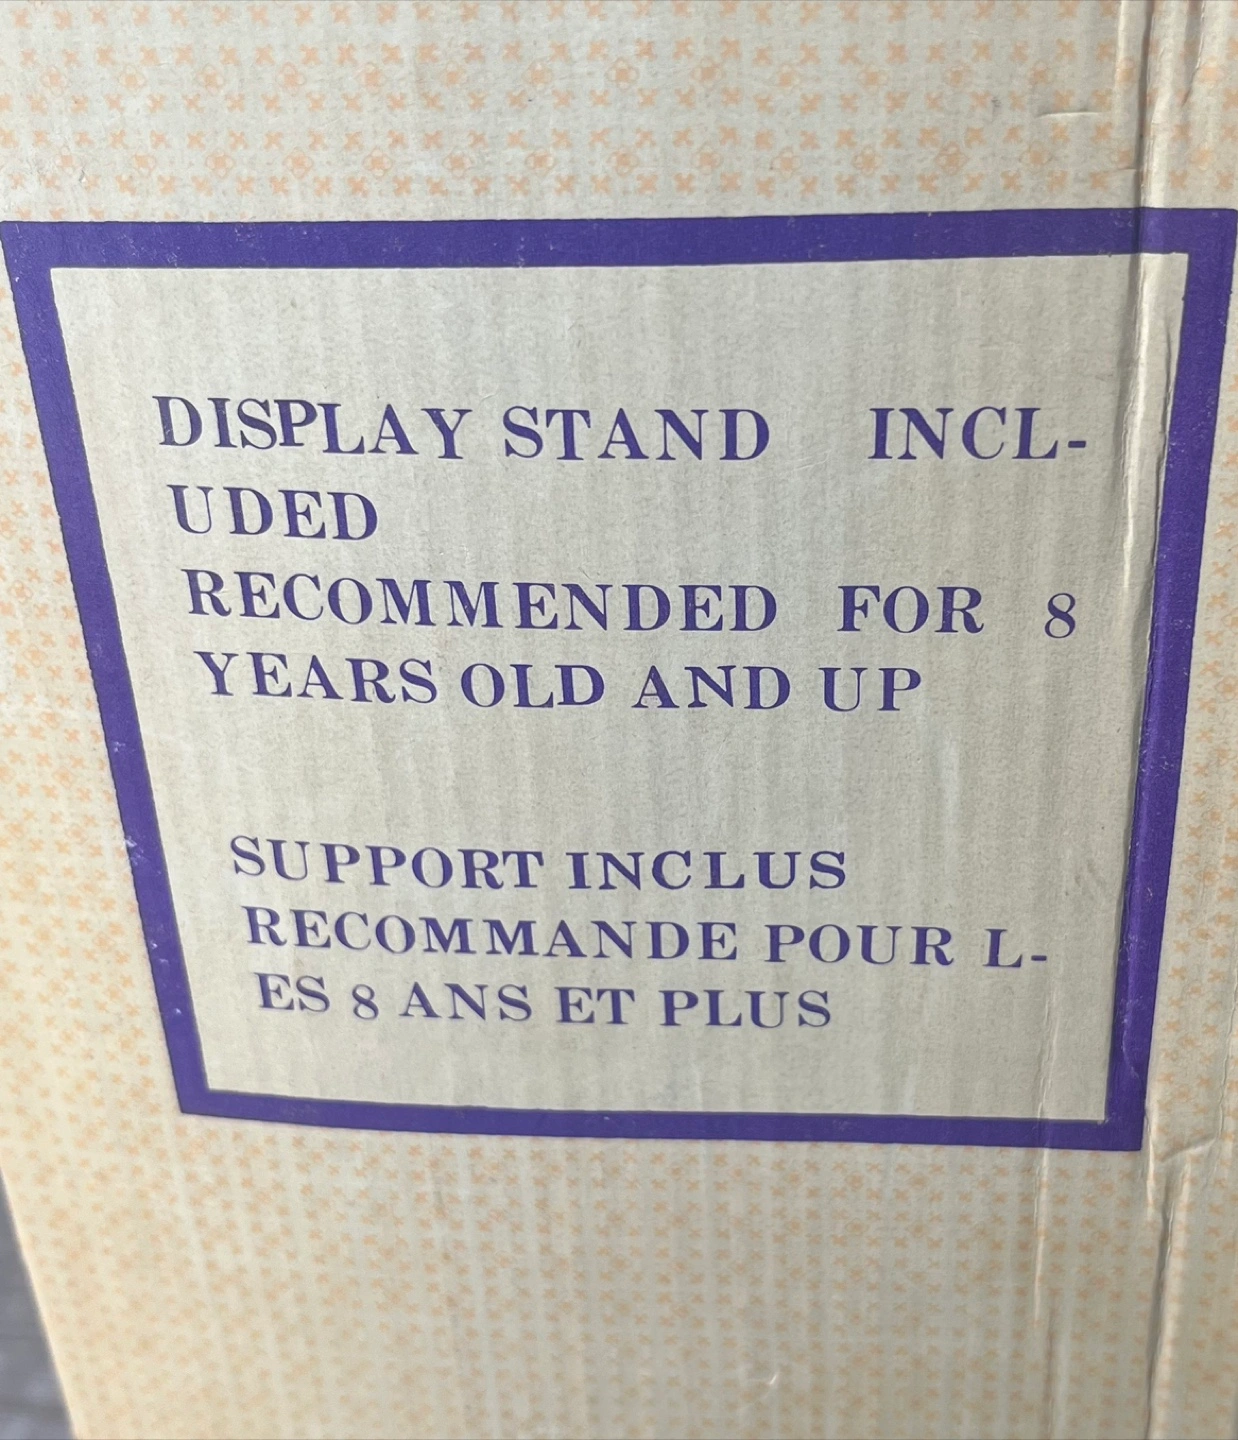 DISPLAY STAND INCL-
UDED
RECOMMENDED FOR 8
YEARS OLD AND UP
SUPPORT INCLUS
RECOMMANDE POUR L-
ES 8 ANS ET PLUS